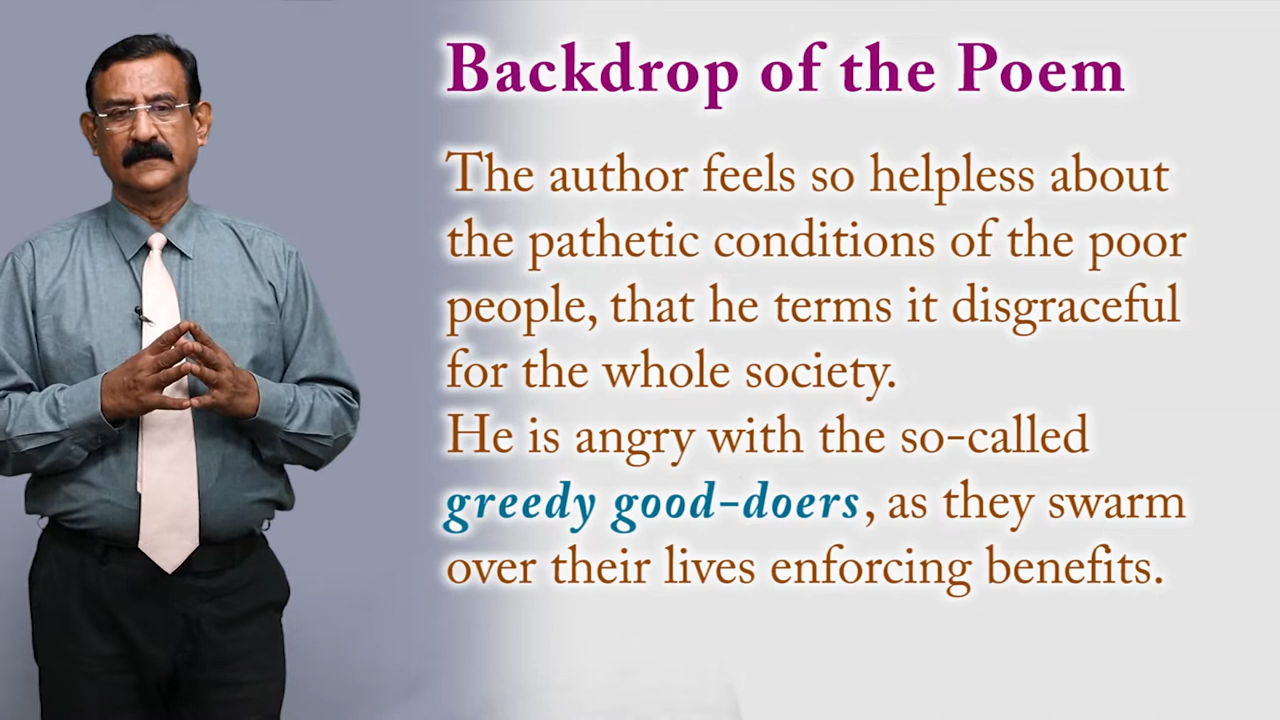 Backdrop of the Poem
The author feels so helpless about
the pathetic conditions of the poor
people, that he terms it disgraceful
for the whole society.
He is angry with the so-called
greedy good-doers, as they swarm
over their lives enforcing benefits.